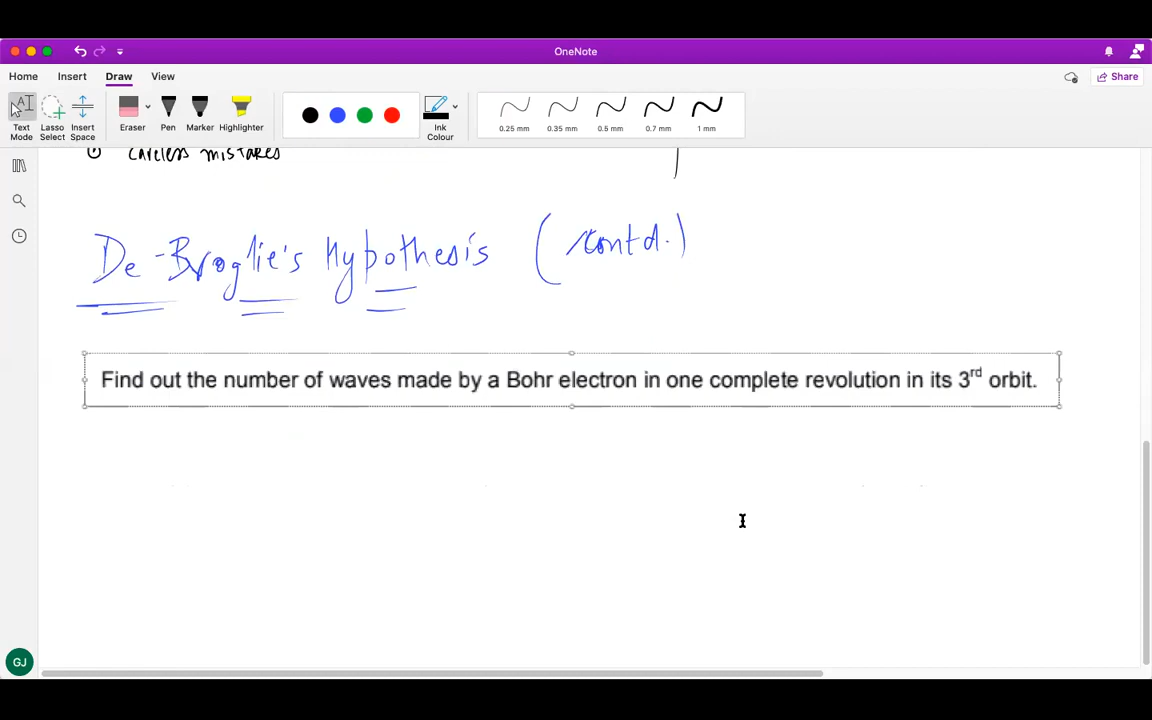 OneNote
Home Insert Draw View
Share
Text Mode
Lasso Select
Insert Space
Eraser
Pen
Marker
Highlighter
Ink Colour
0.25 mm
0.35 mm
0.5 mm
0.7 mm
1 mm
careless mistakes
De-Broglie's Hypothesis (contd.)
Find out the number of waves made by a Bohr electron in one complete revolution in its 3rd orbit.
GJ